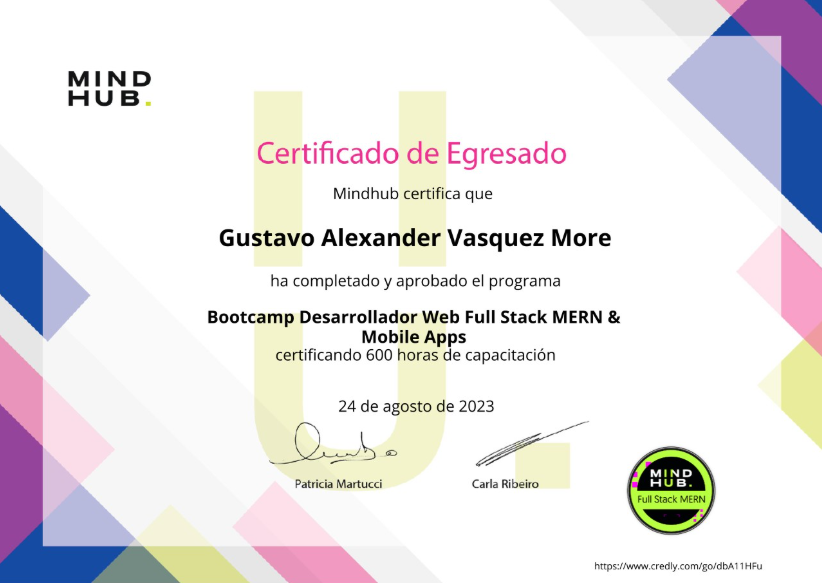 MIND
HUB.
Certificado de Egresado
Mindhub certifica que
Gustavo Alexander Vasquez More
ha completado y aprobado el programa
Bootcamp Desarrollador Web Full Stack MERN &
Mobile Apps
certificando 600 horas de capacitación
24 de agosto de 2023
Patricia Martucci
Carla Ribeiro
MIND
HUB.
Full Stack MERN
https://www.credly.com/go/dbA11HFu